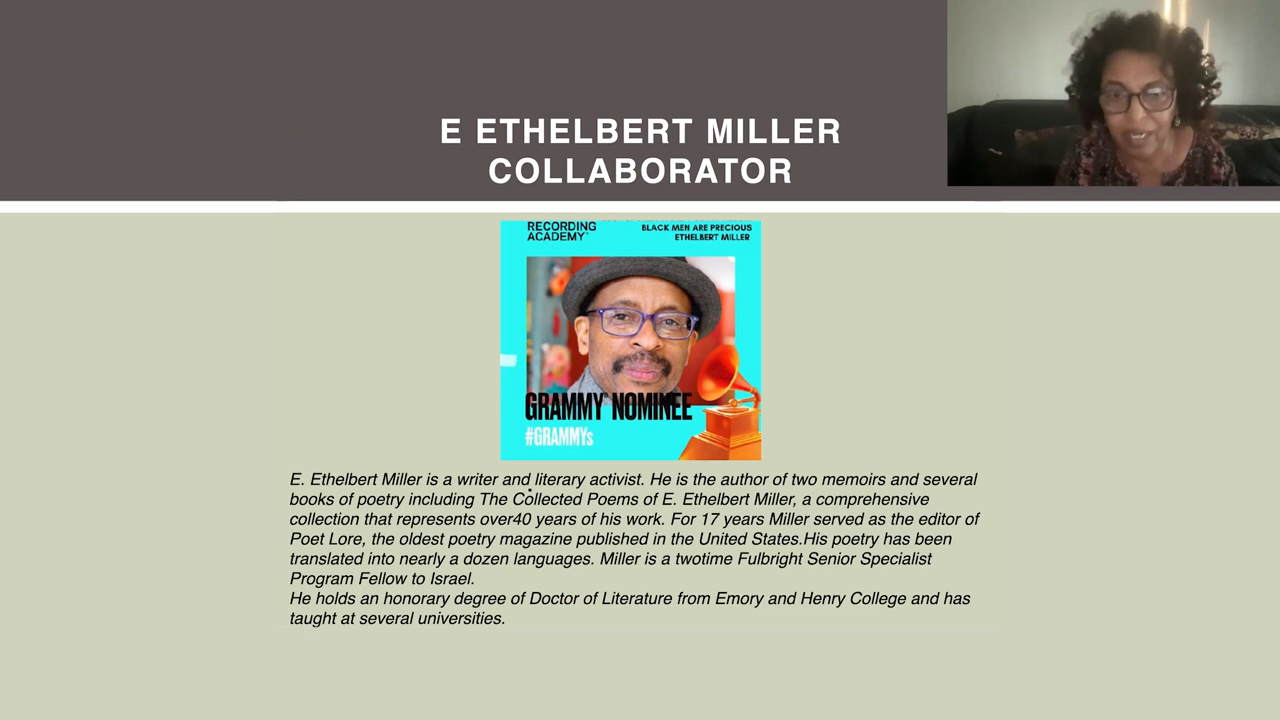 E ETHELBERT MILLER
COLLABORATOR
RECORDING
ACADEMY
BLACK MEN ARE PRECIOUS
ETHELBERT MILLER
GRAMMY NOMINEE
#GRAMMYs
E. Ethelbert Miller is a writer and literary activist. He is the author of two memoirs and several
books of poetry including The Collected Poems of E. Ethelbert Miller, a comprehensive
collection that represents over40 years of his work. For 17 years Miller served as the editor of
Poet Lore, the oldest poetry magazine published in the United States.His poetry has been
translated into nearly a dozen languages. Miller is a twotime Fulbright Senior Specialist
Program Fellow to Israel.
He holds an honorary degree of Doctor of Literature from Emory and Henry College and has
taught at several universities.